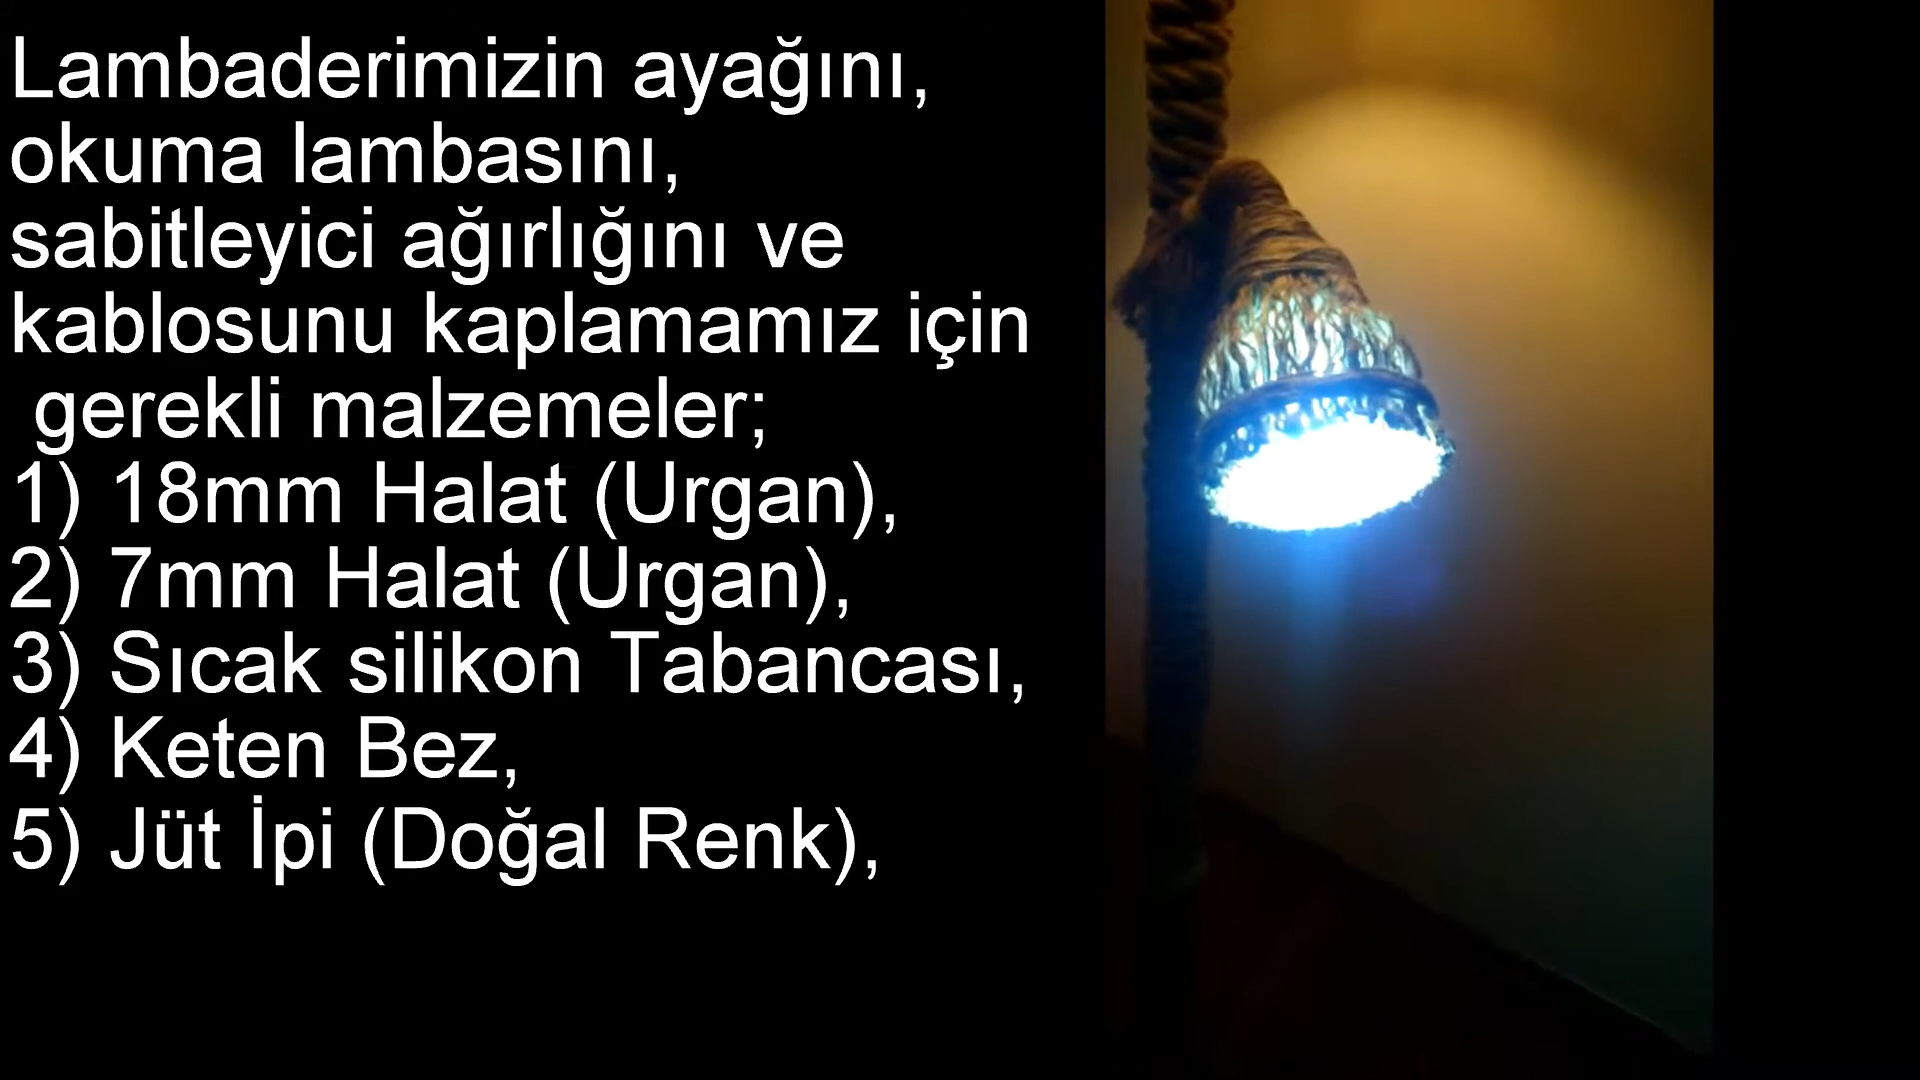 Lambaderimizin ayağını,
okuma lambasını,
sabitleyici ağırlığını ve
kablosunu kaplamamız için
gerekli malzemeler;
1) 18mm Halat (Urgan),
2) 7mm Halat (Urgan),
3) Sıcak silikon Tabancası,
4) Keten Bez,
5) Jüt İpi (Doğal Renk),